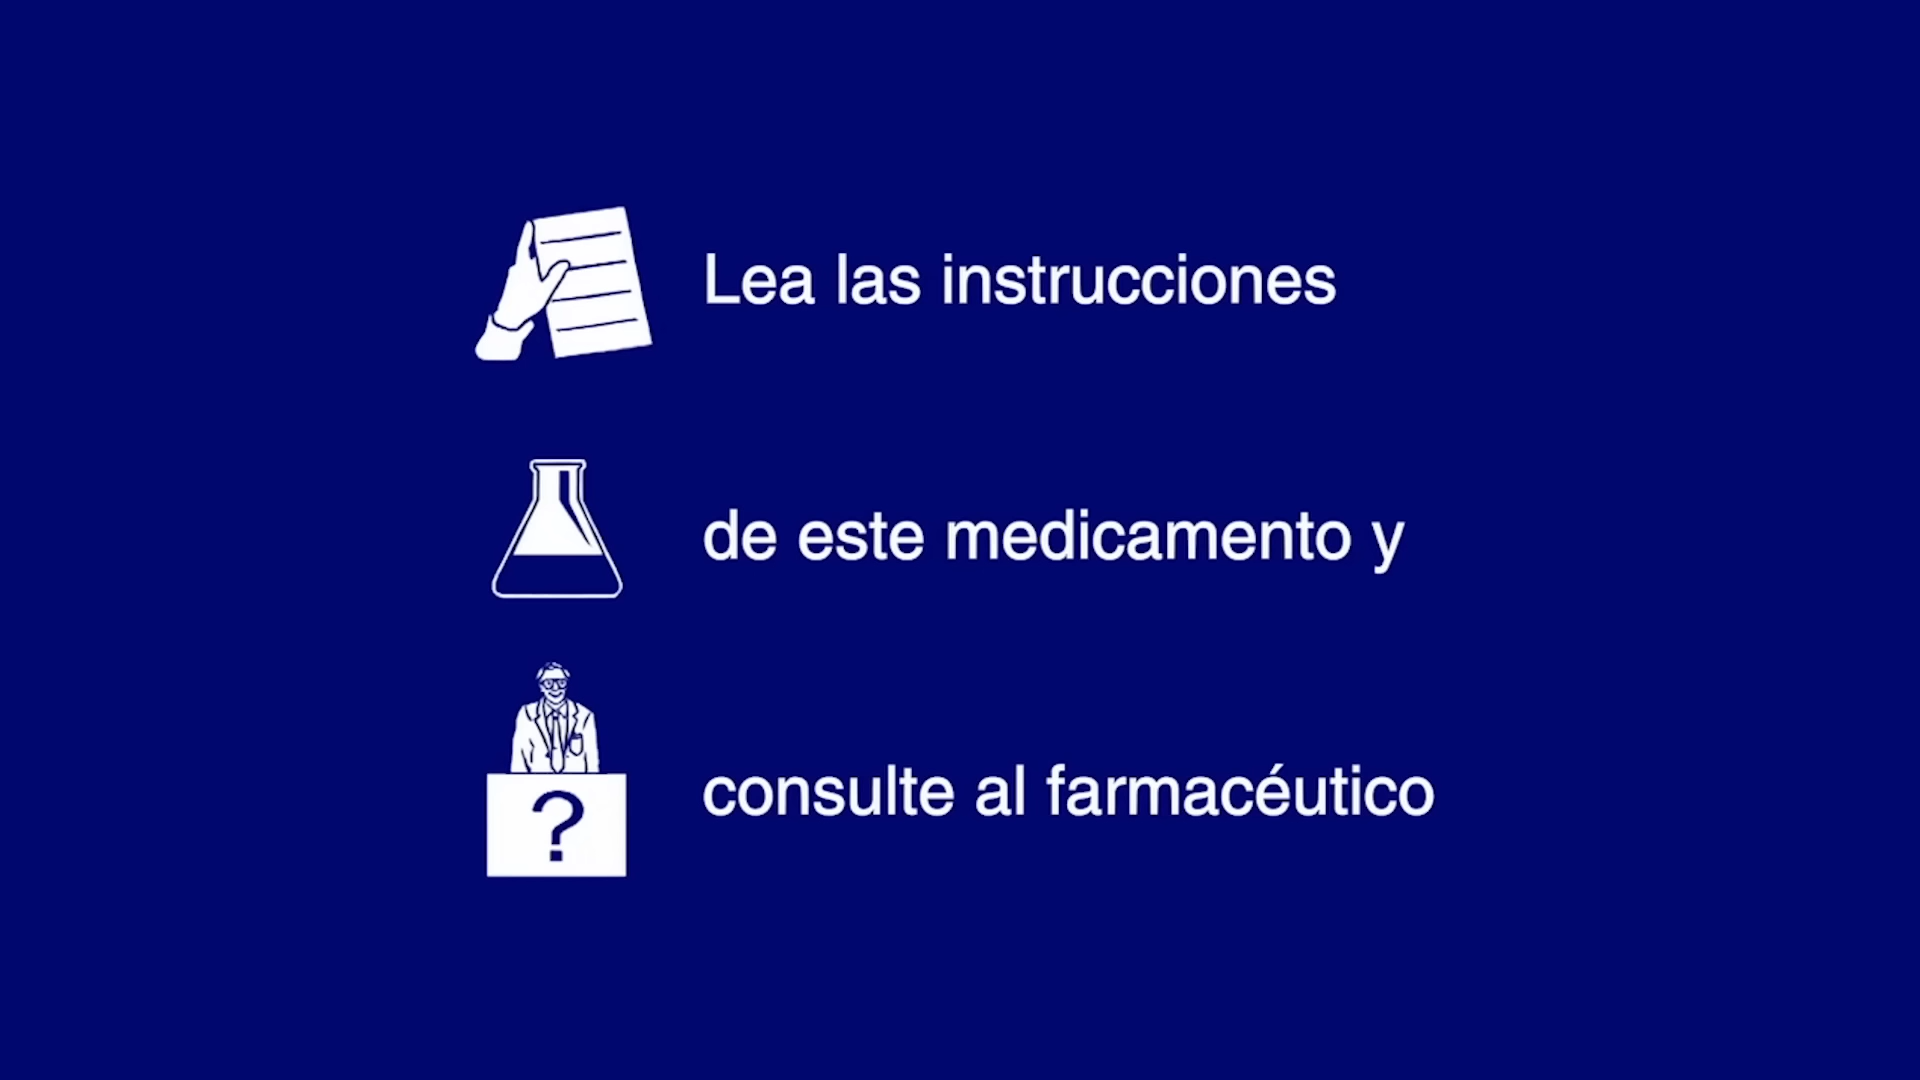 Lea las instrucciones
de este medicamento y
consulte al farmacéutico
?